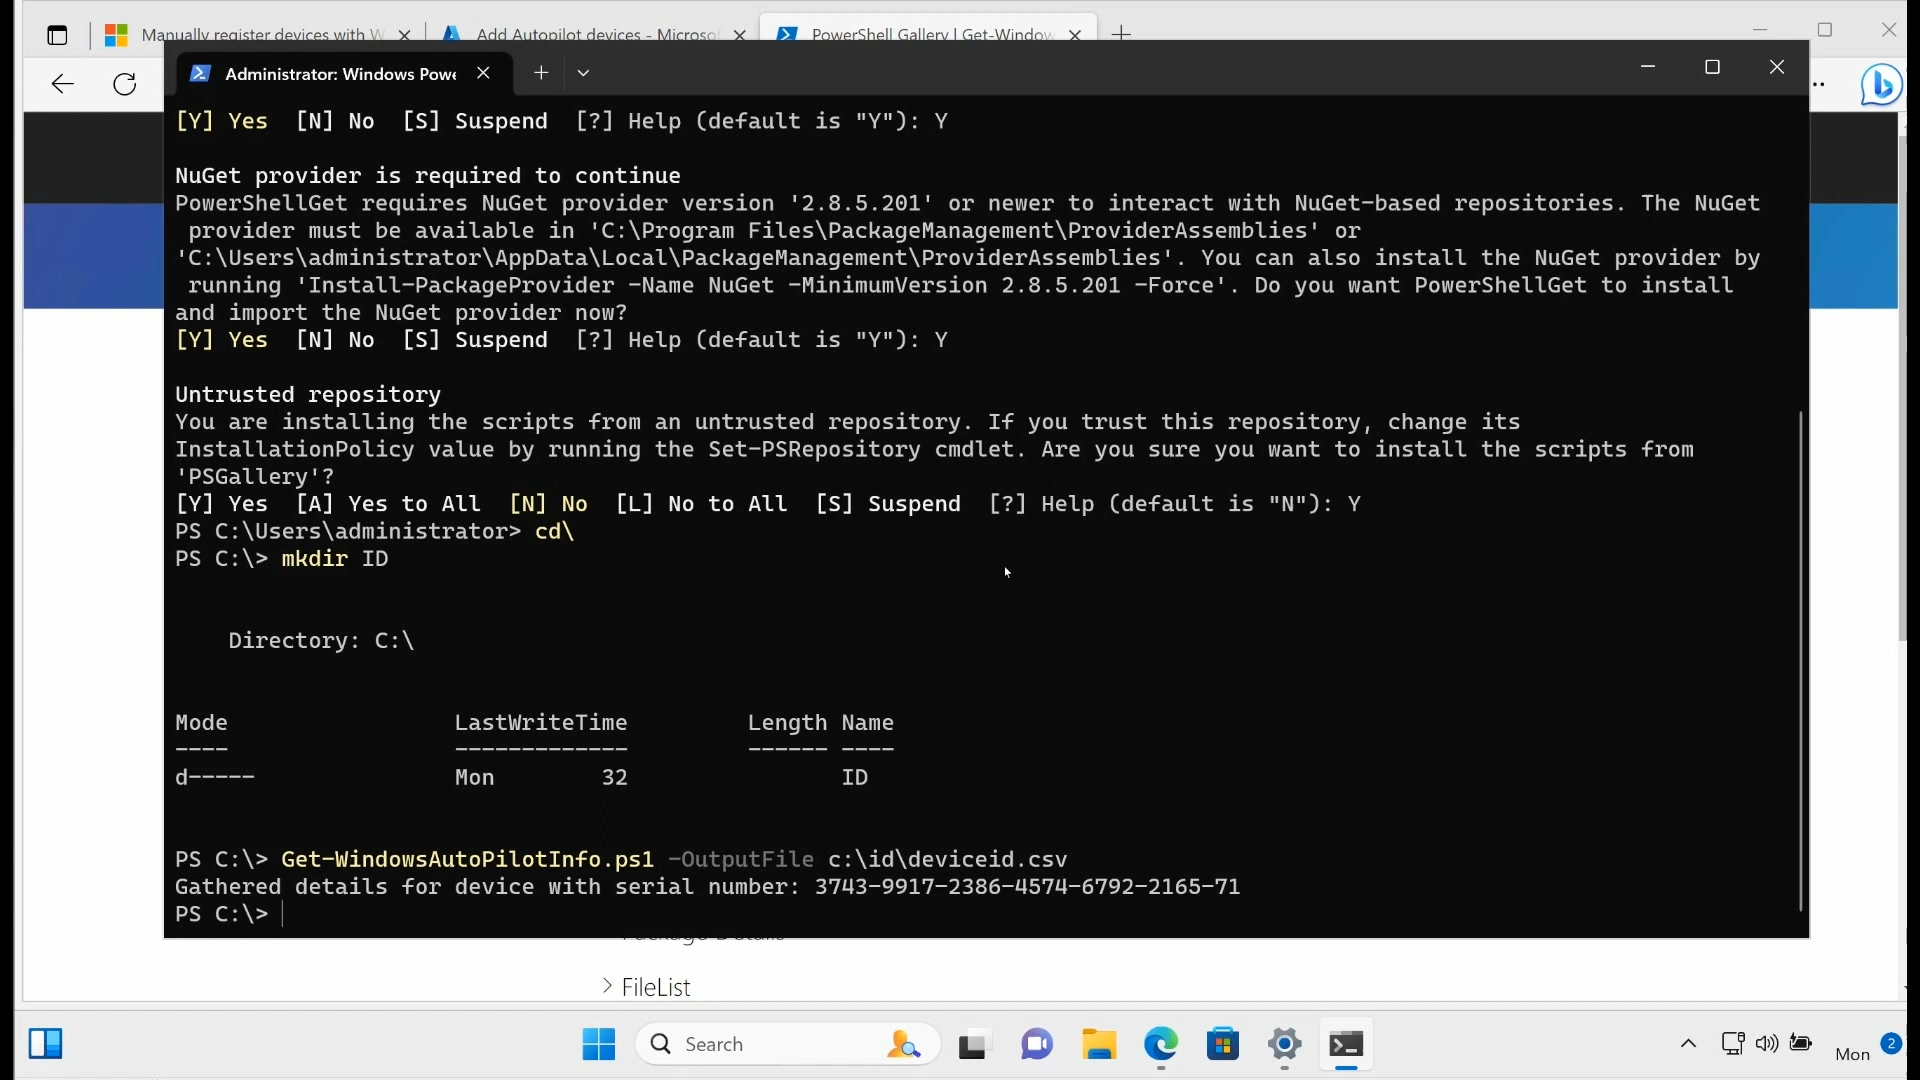 Manually register devices with W
Add Autopilot devices - Microsof
PowerShell Gallery | Get-Window
Administrator: Windows Powe
[Y] Yes  [N] No  [S] Suspend  [?] Help (default is "Y"): Y
NuGet provider is required to continue
PowerShellGet requires NuGet provider version '2.8.5.201' or newer to interact with NuGet-based repositories. The NuGet
provider must be available in 'C:\Program Files\PackageManagement\ProviderAssemblies' or
'C:\Users\administrator\AppData\Local\PackageManagement\ProviderAssemblies'. You can also install the NuGet provider by
running 'Install-PackageProvider -Name NuGet -MinimumVersion 2.8.5.201 -Force'. Do you want PowerShellGet to install
and import the NuGet provider now?
[Y] Yes  [N] No  [S] Suspend  [?] Help (default is "Y"): Y
Untrusted repository
You are installing the scripts from an untrusted repository. If you trust this repository, change its
InstallationPolicy value by running the Set-PSRepository cmdlet. Are you sure you want to install the scripts from
'PSGallery'?
[Y] Yes  [A] Yes to All  [N] No  [L] No to All  [S] Suspend  [?] Help (default is "N"): Y
PS C:\Users\administrator> cd\
PS C:\> mkdir ID
Directory: C:\
Mode LastWriteTime Length Name
---- ------------- ------ ----
d----- Mon 32 ID
PS C:\> Get-WindowsAutoPilotInfo.ps1 -OutputFile c:\id\deviceid.csv
Gathered details for device with serial number: 3743-9917-2386-4574-6792-2165-71
PS C:\>
FileList
Search
Mon
2